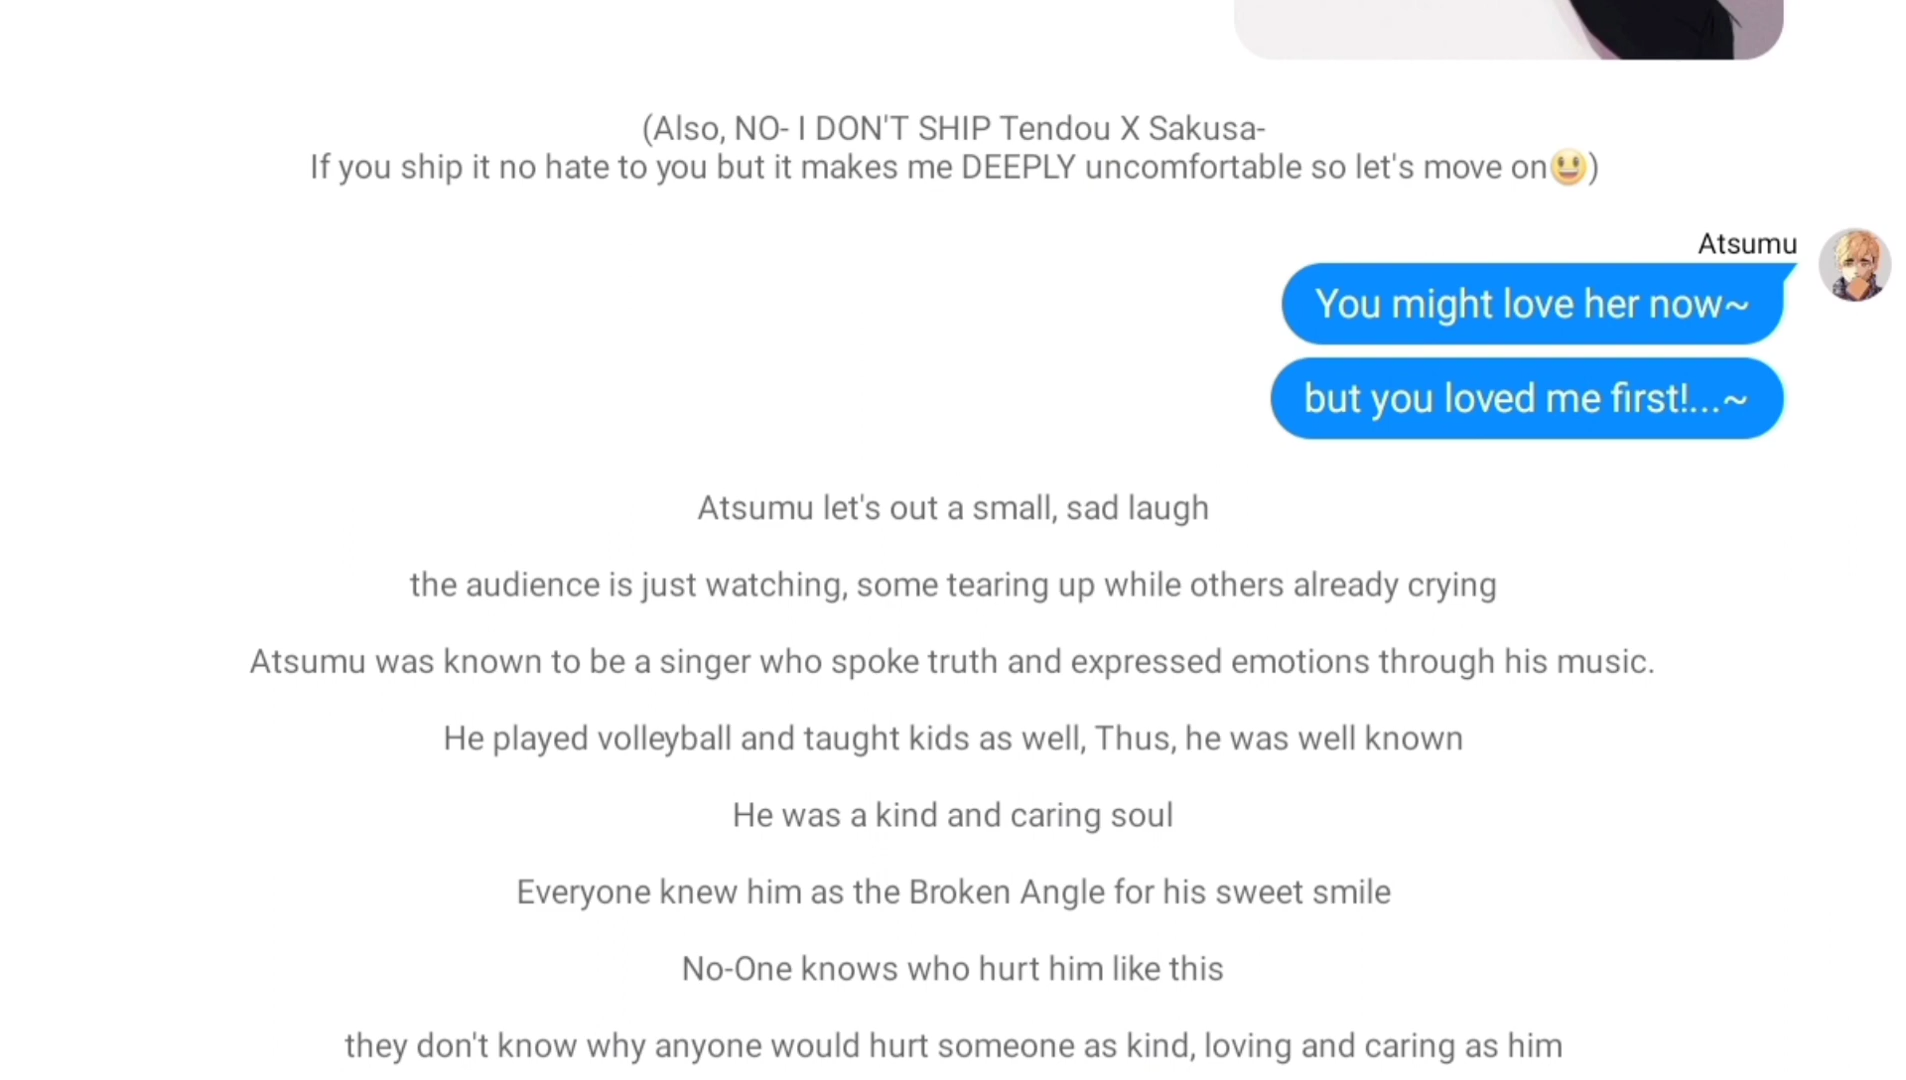 (Also, NO- I DON'T SHIP Tendou X Sakusa-
If you ship it no hate to you but it makes me DEEPLY uncomfortable so let's move on😃)
Atsumu
You might love her now~
but you loved me first!...~
Atsumu let's out a small, sad laugh
the audience is just watching, some tearing up while others already crying
Atsumu was known to be a singer who spoke truth and expressed emotions through his music.
He played volleyball and taught kids as well, Thus, he was well known
He was a kind and caring soul
Everyone knew him as the Broken Angle for his sweet smile
No-One knows who hurt him like this
they don't know why anyone would hurt someone as kind, loving and caring as him